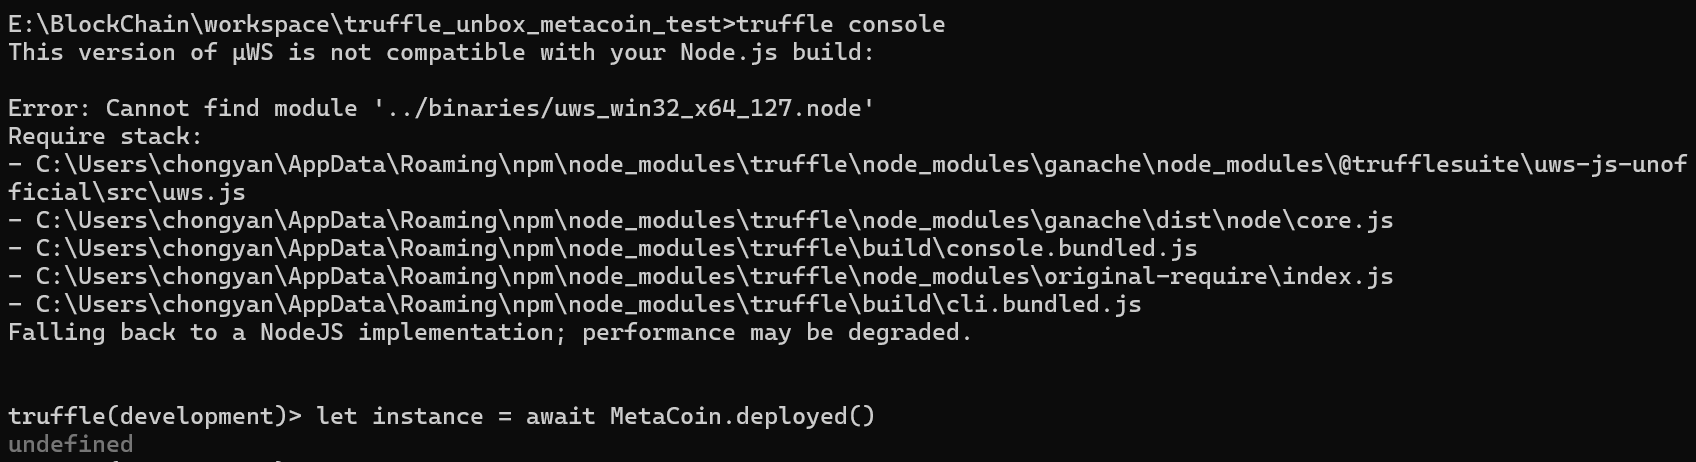 E:\BlockChain\workspace\truffle_unbox_metacoin_test>truffle console
This version of µWS is not compatible with your Node.js build:
Error: Cannot find module '../binaries/uws_win32_x64_127.node'
Require stack:
- C:\Users\chongyan\AppData\Roaming\npm\node_modules\truffle\node_modules\ganache\node_modules\@trufflesuite\uws-js-unof
ficial\src\uws.js
- C:\Users\chongyan\AppData\Roaming\npm\node_modules\truffle\node_modules\ganache\dist\node\core.js
- C:\Users\chongyan\AppData\Roaming\npm\node_modules\truffle\build\console.bundled.js
- C:\Users\chongyan\AppData\Roaming\npm\node_modules\truffle\node_modules\original-require\index.js
- C:\Users\chongyan\AppData\Roaming\npm\node_modules\truffle\build\cli.bundled.js
Falling back to a NodeJS implementation; performance may be degraded.
truffle(development)> let instance = await MetaCoin.deployed()
undefined